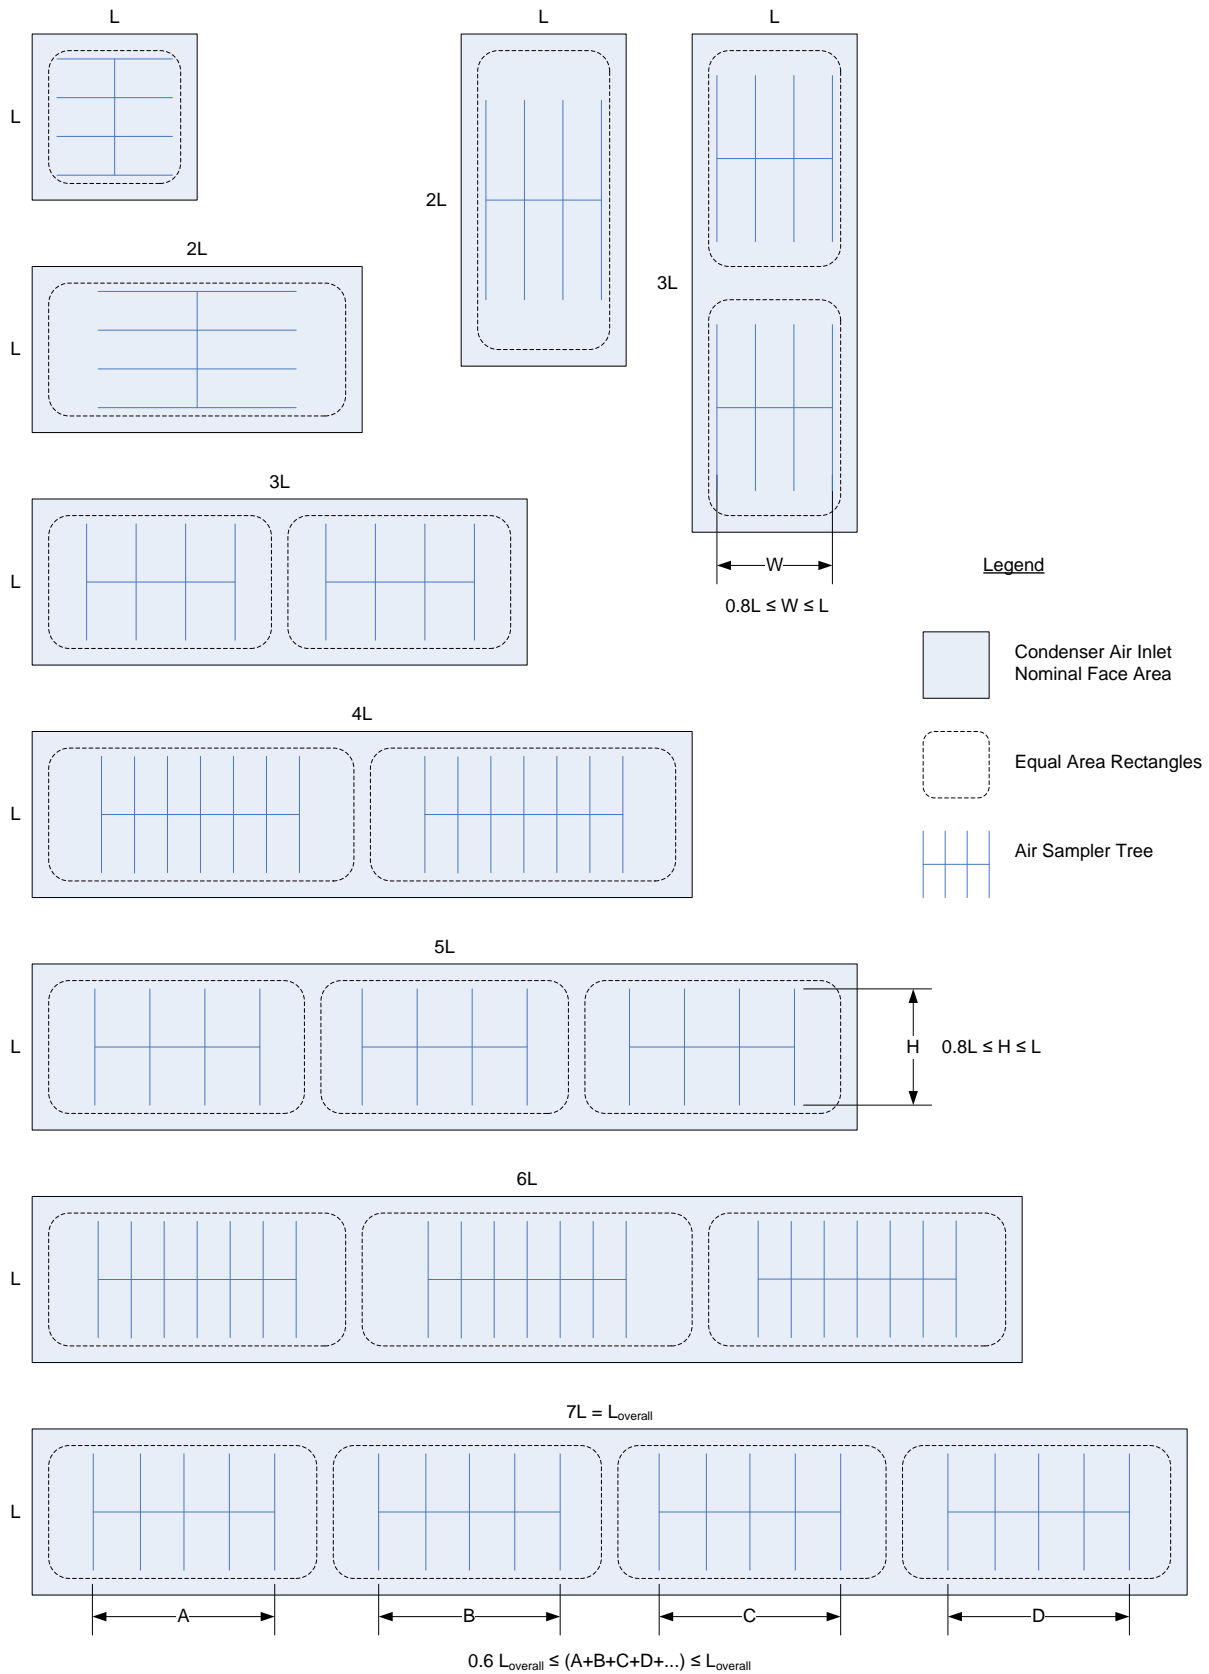 L
L
L
L
2L
3L
2L
L
3L
L
W
0.8L ≤ W ≤ L
Legend
Condenser Air Inlet
Nominal Face Area
Equal Area Rectangles
Air Sampler Tree
4L
L
5L
L
H
0.8L ≤ H ≤ L
6L
L
7L = Loverall
L
A
B
C
D
0.6 Loverall ≤ (A+B+C+D+...) ≤ Loverall